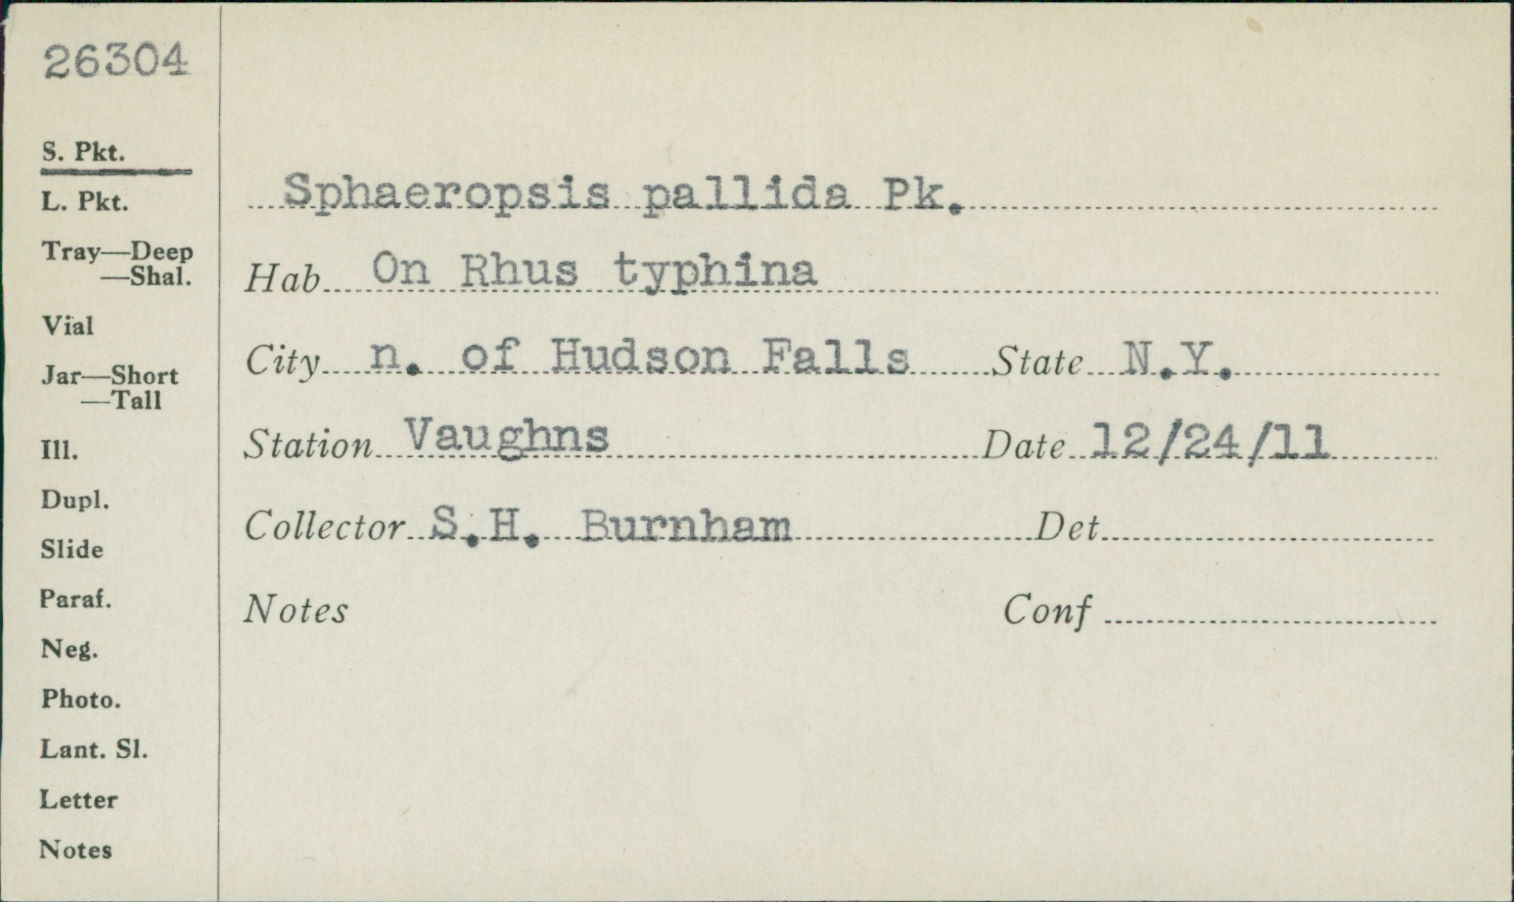 26304
S. Pkt.
L. Pkt.
Tray—Deep
—Shal.
Vial
Jar—Short
—Tall
Ill.
Dupl.
Slide
Paraf.
Neg.
Photo.
Lant. Sl.
Letter
Notes
Sphaeropsis pallida Pk.
Hab On Rhus typhina
City n. of Hudson Falls State N.Y.
Station Vaughns Date 12/24/11
Collector S.H. Burnham Det
Notes Conf